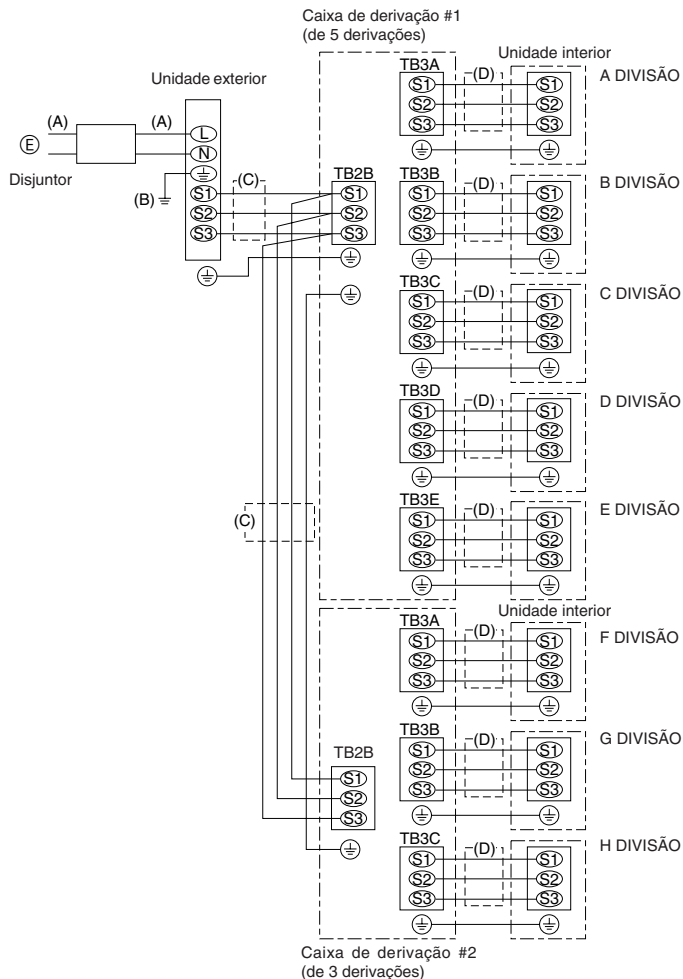 Caixa de derivação #1
(de 5 derivações)
Unidade interior
Unidade exterior
TB3A
(D)
A DIVISÃO
S1
S1
S2
S2
S3
S3
(A)
(A)
L
E
N
Disjuntor
(B)
S1
S2
S3
(C)
TB2B
S1
S2
S3
TB3B
(D)
B DIVISÃO
S1
S1
S2
S2
S3
S3
TB3C
(D)
C DIVISÃO
S1
S1
S2
S2
S3
S3
TB3D
(D)
D DIVISÃO
S1
S1
S2
S2
S3
S3
(C)
TB3E
(D)
E DIVISÃO
S1
S1
S2
S2
S3
S3
Unidade interior
TB3A
(D)
F DIVISÃO
S1
S1
S2
S2
S3
S3
TB2B
S1
S2
S3
TB3B
(D)
G DIVISÃO
S1
S1
S2
S2
S3
S3
TB3C
(D)
H DIVISÃO
S1
S1
S2
S2
S3
S3
Caixa de derivação #2
(de 3 derivações)